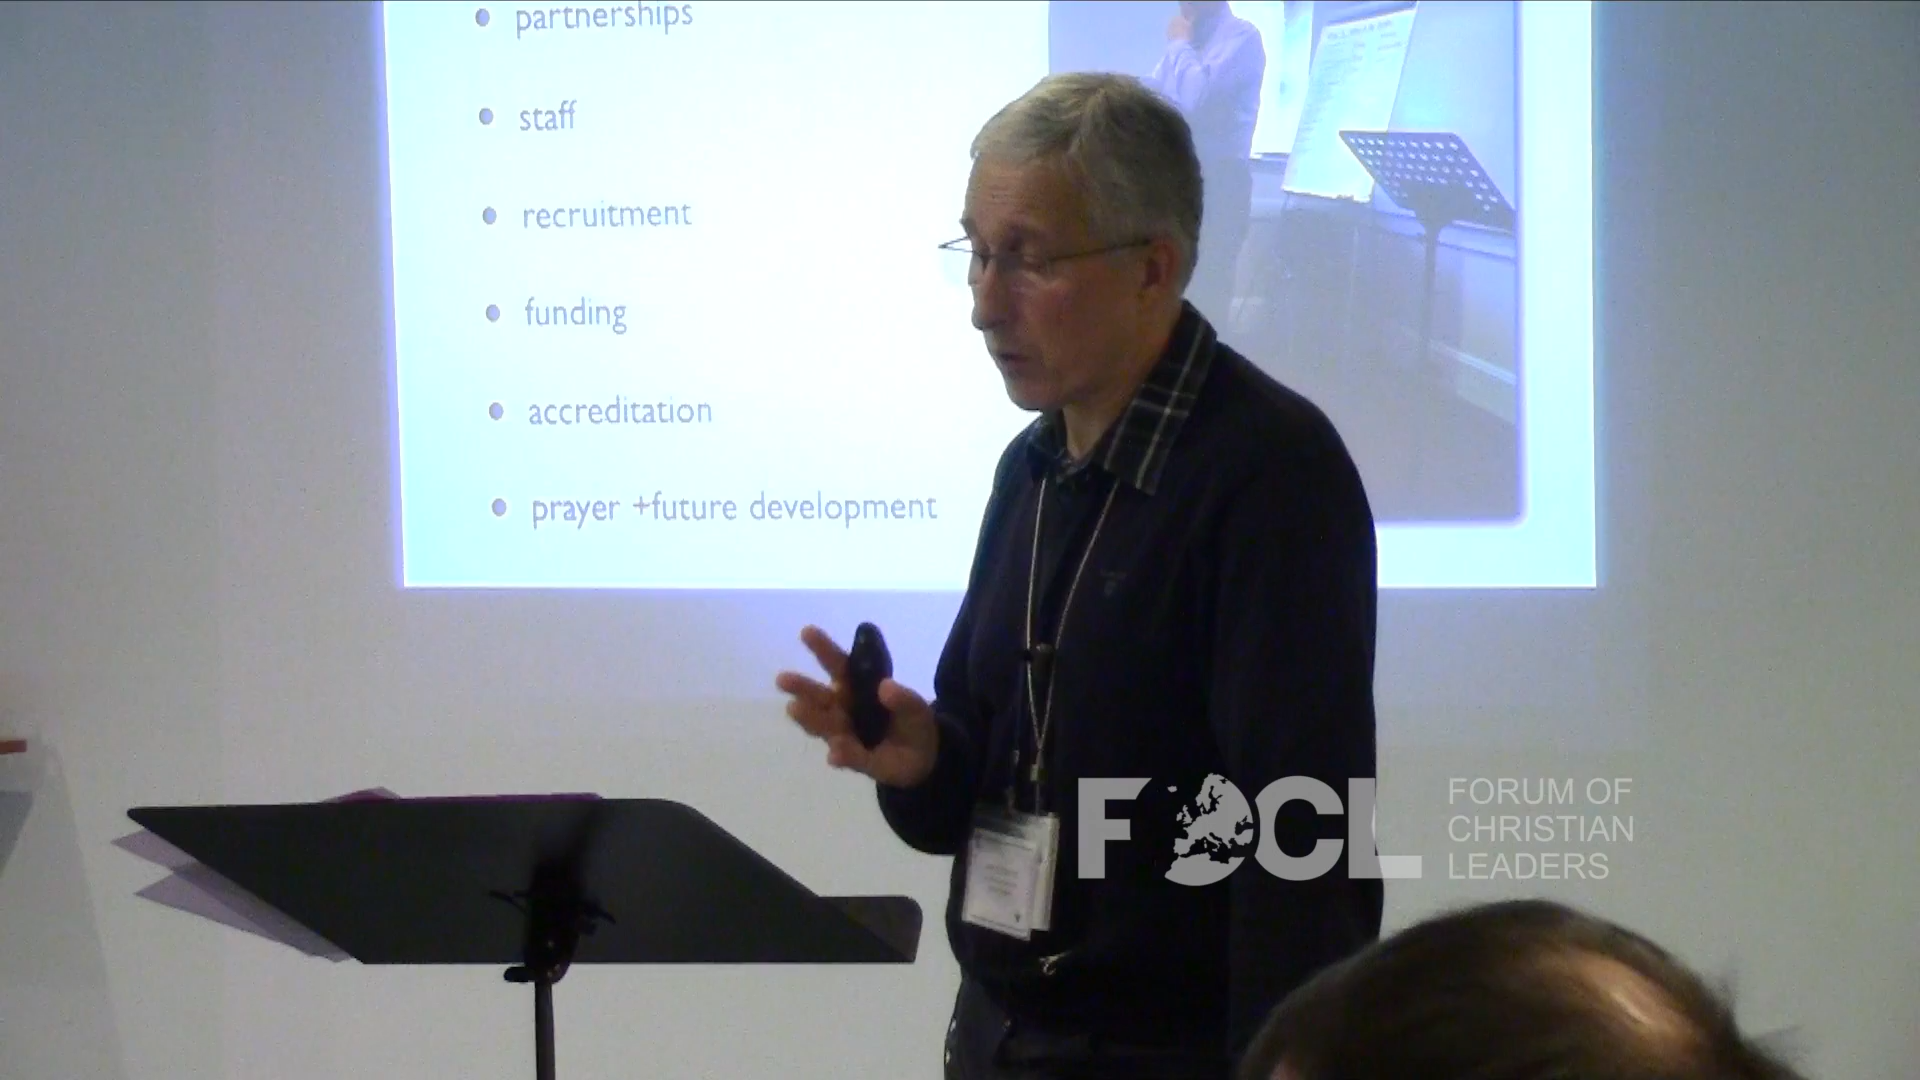 partnerships
staff
recruitment
funding
accreditation
prayer +future development
FOCL
FORUM OF
CHRISTIAN
LEADERS